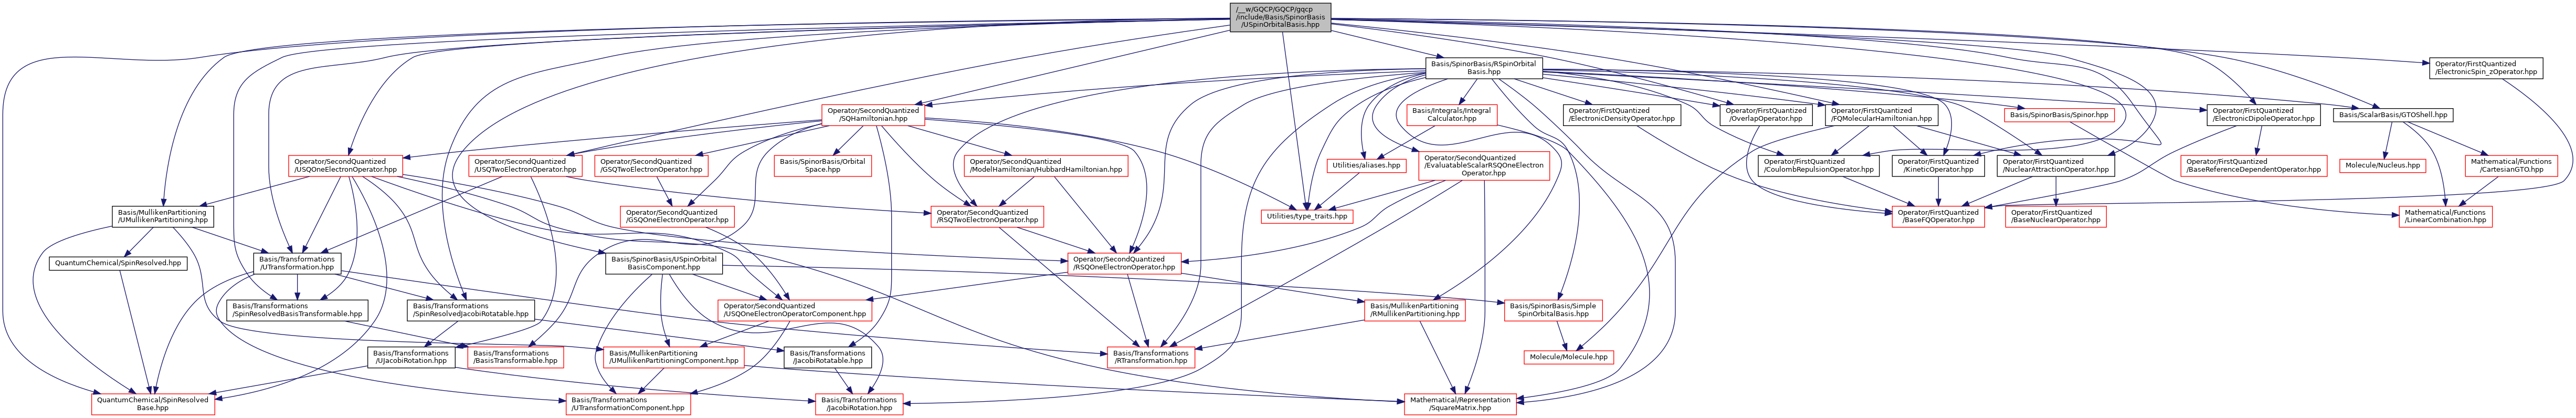 /__w/GQCP/GQCP/gqcp
/include/Basis/SpinorBasis
/USpinOrbitalBasis.hpp
Basis/SpinorBasis/RSpinOrbital
Basis.hpp
Operator/FirstQuantized
/ElectronicSpin_zOperator.hpp
Operator/SecondQuantized
/SQHamiltonian.hpp
Basis/Integrals/Integral
Calculator.hpp
Operator/FirstQuantized
/ElectronicDensityOperator.hpp
Operator/FirstQuantized
/OverlapOperator.hpp
Operator/FirstQuantized
/FQMolecularHamiltonian.hpp
Basis/SpinorBasis/Spinor.hpp
Operator/FirstQuantized
/ElectronicDipoleOperator.hpp
Basis/ScalarBasis/GTOShell.hpp
Operator/SecondQuantized
/USQOneElectronOperator.hpp
Operator/SecondQuantized
/USQTwoElectronOperator.hpp
Operator/SecondQuantized
/GSQTwoElectronOperator.hpp
Basis/SpinorBasis/Orbital
Space.hpp
Operator/SecondQuantized
/ModelHamiltonian/HubbardHamiltonian.hpp
Utilities/aliases.hpp
Operator/SecondQuantized
/EvaluatableScalarRSQOneElectron
Operator.hpp
Operator/FirstQuantized
/CoulombRepulsionOperator.hpp
Operator/FirstQuantized
/KineticOperator.hpp
Operator/FirstQuantized
/NuclearAttractionOperator.hpp
Operator/FirstQuantized
/BaseReferenceDependentOperator.hpp
Molecule/Nucleus.hpp
Mathematical/Functions
/CartesianGTO.hpp
Basis/MullikenPartitioning
/UMullikenPartitioning.hpp
Operator/SecondQuantized
/GSQOneElectronOperator.hpp
Operator/SecondQuantized
/RSQTwoElectronOperator.hpp
Utilities/type_traits.hpp
Operator/FirstQuantized
/BaseFQOperator.hpp
Operator/FirstQuantized
/BaseNuclearOperator.hpp
Mathematical/Functions
/LinearCombination.hpp
QuantumChemical/SpinResolved.hpp
Basis/Transformations
/UTransformation.hpp
Basis/SpinorBasis/USpinOrbital
BasisComponent.hpp
Operator/SecondQuantized
/RSQOneElectronOperator.hpp
Basis/Transformations
/SpinResolvedBasisTransformable.hpp
Basis/Transformations
/SpinResolvedJacobiRotatable.hpp
Operator/SecondQuantized
/USQOneElectronOperatorComponent.hpp
Basis/MullikenPartitioning
/RMullikenPartitioning.hpp
Basis/SpinorBasis/Simple
SpinOrbitalBasis.hpp
Basis/Transformations
/UJacobiRotation.hpp
Basis/Transformations
/BasisTransformable.hpp
Basis/MullikenPartitioning
/UMullikenPartitioningComponent.hpp
Basis/Transformations
/JacobiRotatable.hpp
Basis/Transformations
/RTransformation.hpp
Molecule/Molecule.hpp
QuantumChemical/SpinResolved
Base.hpp
Basis/Transformations
/UTransformationComponent.hpp
Basis/Transformations
/JacobiRotation.hpp
Mathematical/Representation
/SquareMatrix.hpp